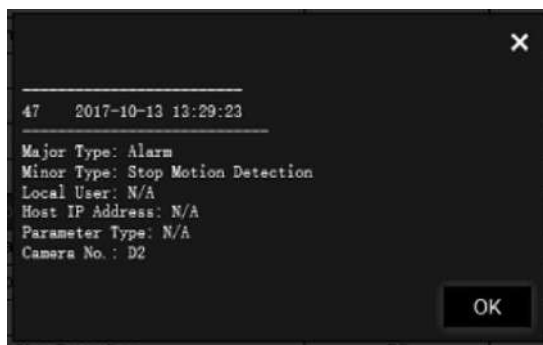 47 2017-10-13 13:29:23
Major Type: Alarm
Minor Type: Stop Motion Detection
Local User: N/A
Host IP Address: N/A
Parameter Type: N/A
Camera No.: D2
OK